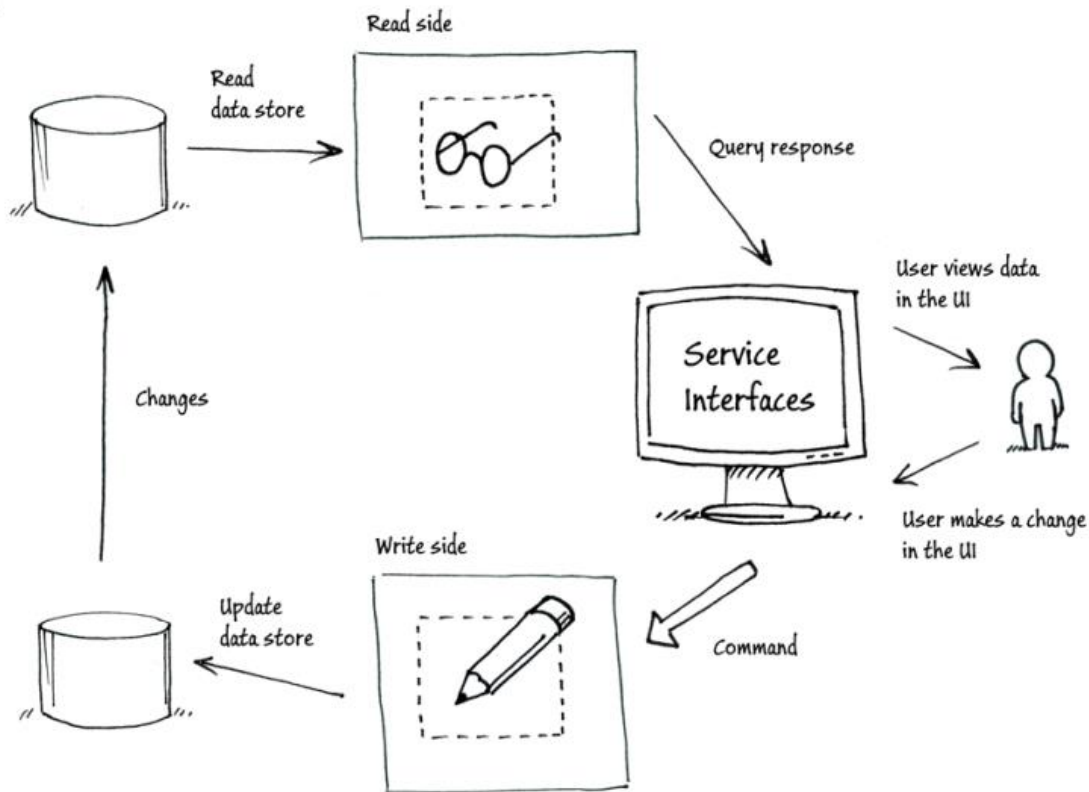 Read side
Read
data store
Query response
User views data
in the UI
Service
Interfaces
Changes
User makes a change
in the UI
Write side
Update
data store
Command